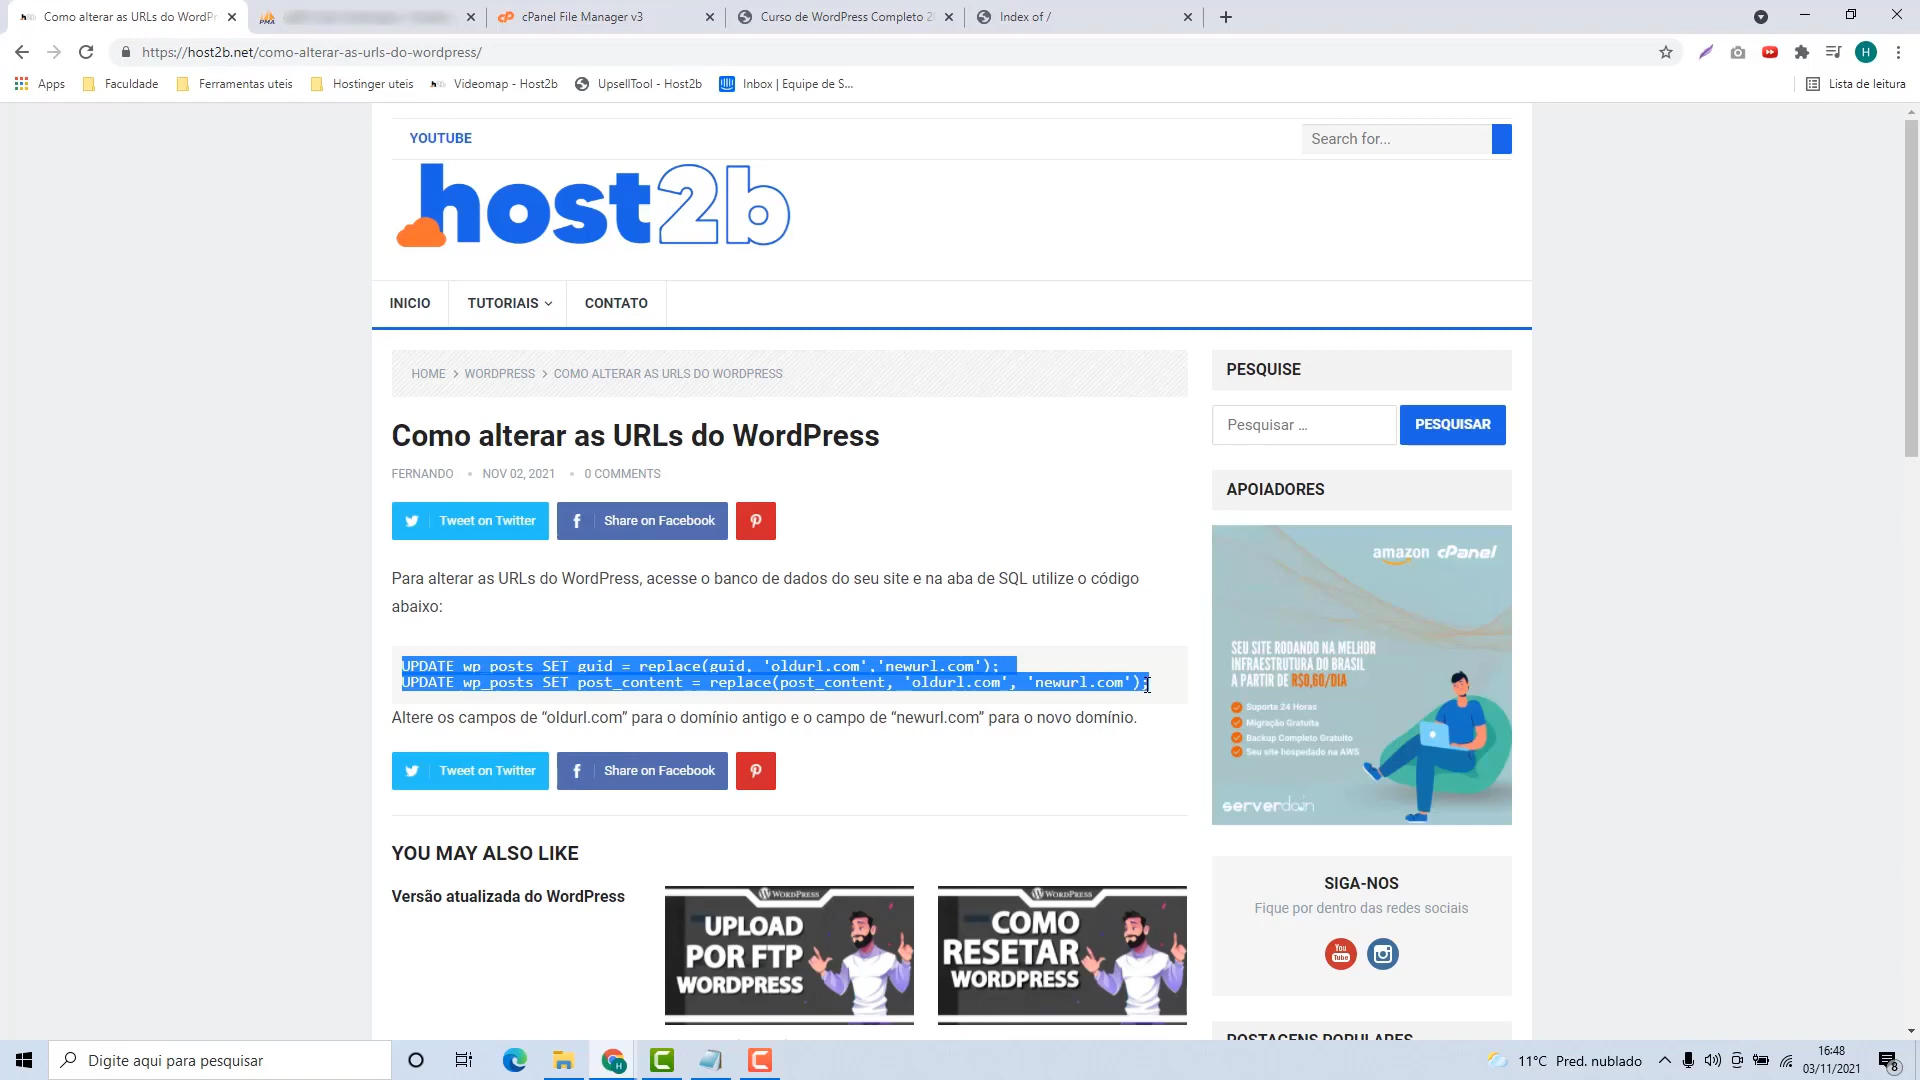 Como alterar as URLs do WordPr
cPanel File Manager v3
Curso de WordPress Completo 2
Index of /
https://host2b.net/como-alterar-as-urls-do-wordpress/
H
Apps
Faculdade
Ferramentas uteis
Hostinger uteis
Videomap - Host2b
UpsellTool - Host2b
Inbox | Equipe de S...
Lista de leitura
YOUTUBE
Search for...
host2b
INICIO
TUTORIAIS
CONTATO
HOME > WORDPRESS > COMO ALTERAR AS URLS DO WORDPRESS
Como alterar as URLs do WordPress
FERNANDO • NOV 02, 2021 • 0 COMMENTS
Tweet on Twitter
Share on Facebook
Para alterar as URLs do WordPress, acesse o banco de dados do seu site e na aba de SQL utilize o código
abaixo:
UPDATE wp_posts SET guid = replace(guid, 'oldurl.com','newurl.com');
UPDATE wp_posts SET post_content = replace(post_content, 'oldurl.com', 'newurl.com');
Altere os campos de “oldurl.com” para o domínio antigo e o campo de “newurl.com” para o novo domínio.
Tweet on Twitter
Share on Facebook
YOU MAY ALSO LIKE
Versão atualizada do WordPress
WORDPRESS
UPLOAD
POR FTP
WORDPRESS
WORDPRESS
COMO
RESETAR
WORDPRESS
PESQUISE
Pesquisar …
PESQUISAR
APOIADORES
amazon cPanel
SEU SITE RODANDO NA MELHOR
INFRAESTRUTURA DO BRASIL
A PARTIR DE R$0,60/DIA
Suporte 24 Horas
Migração Gratuita
Backup Completo Gratuito
Seu site hospedado na AWS
serverdoin
SIGA-NOS
Fique por dentro das redes sociais
You
Tube
POSTAGENS POPULARES
Digite aqui para pesquisar
11°C Pred. nublado
16:48
03/11/2021
8